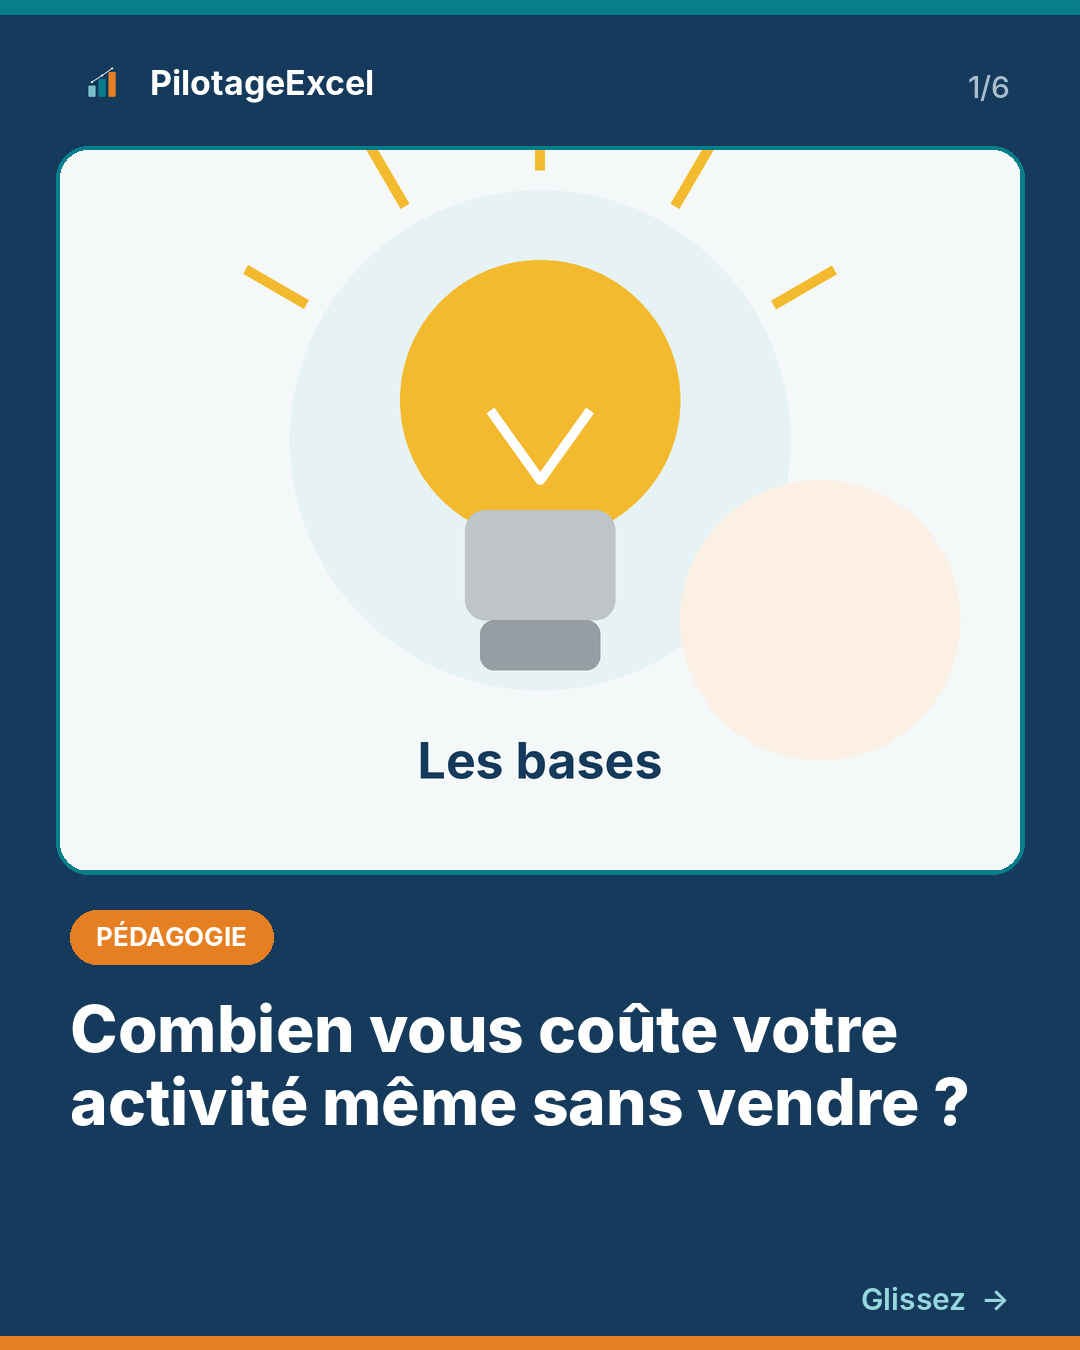 PilotageExcel
1/6
Les bases
PÉDAGOGIE
Combien vous coûte votre
activité même sans vendre ?
Glissez →